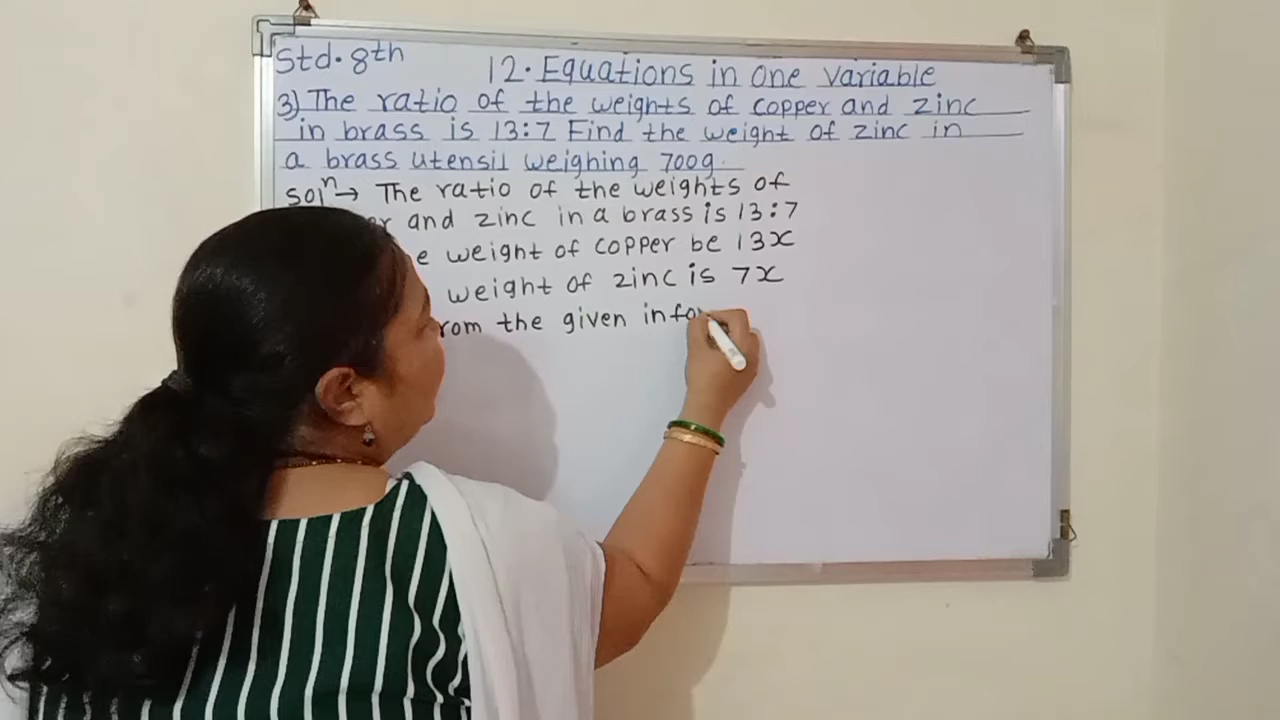 Std. 8th
12. Equations in one variable
3) The ratio of the weights of copper and zinc
in brass is 13:7 Find the weight of zinc in
a brass utensil weighing 700g.
Solⁿ→ The ratio of the weights of
and zinc in a brass is 13:7
weight of copper be 13x
weight of zinc is 7x
the given